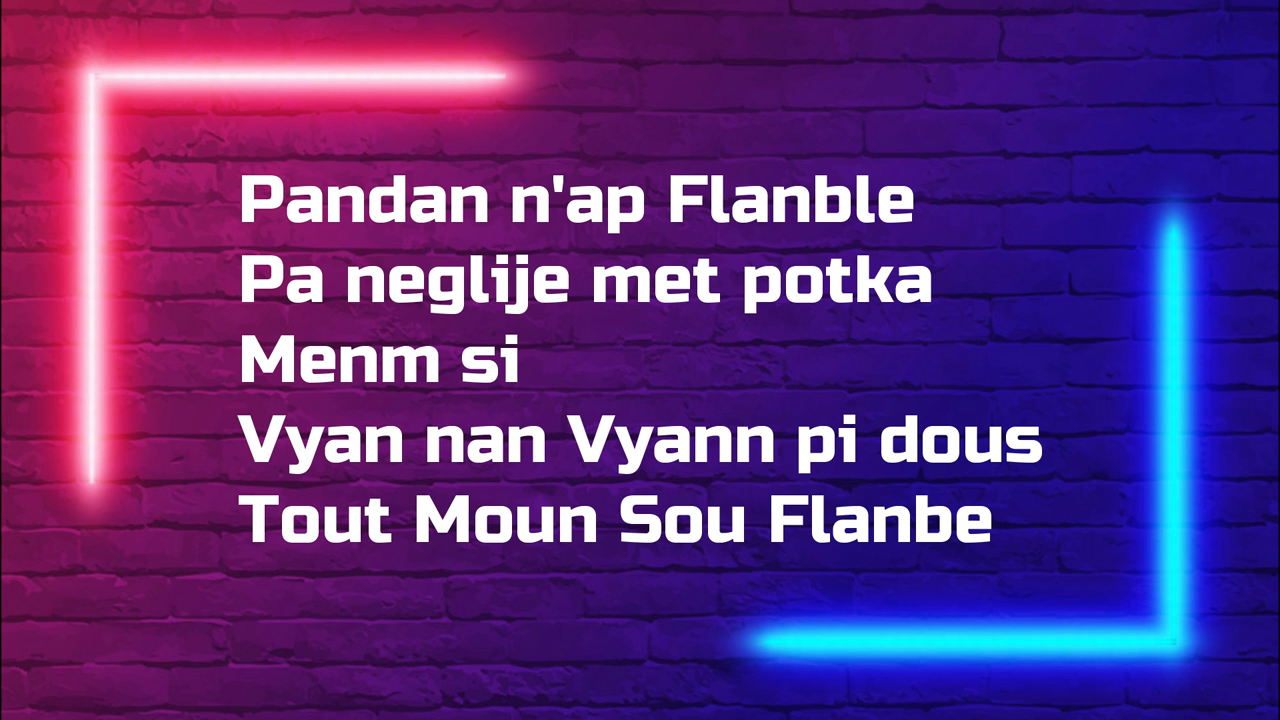 Pandan n'ap Flanble
Pa neglije met potka
Menm si
Vyan nan Vyann pi dous
Tout Moun Sou Flanbe